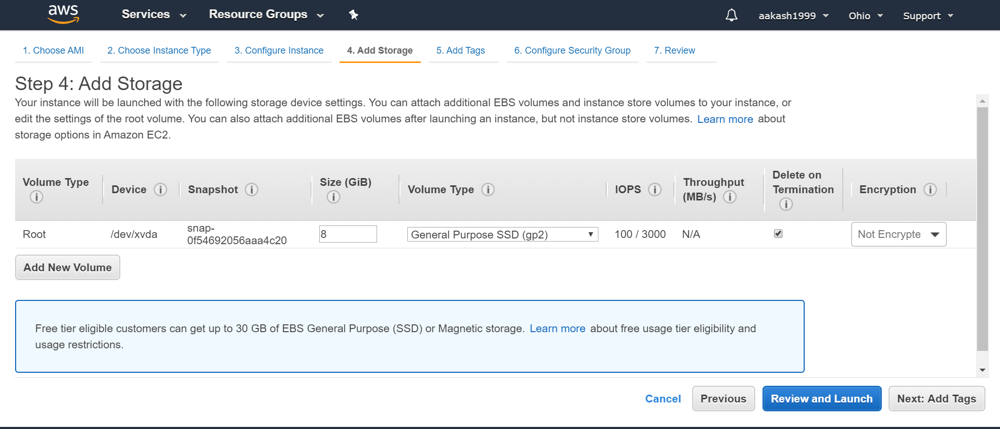 aws Services Resource Groups aakash1999 Ohio Support
1. Choose AMI 2. Choose Instance Type 3. Configure Instance 4. Add Storage 5. Add Tags 6. Configure Security Group 7. Review
Step 4: Add Storage
Your instance will be launched with the following storage device settings. You can attach additional EBS volumes and instance store volumes to your instance, or
edit the settings of the root volume. You can also attach additional EBS volumes after launching an instance, but not instance store volumes. Learn more about
storage options in Amazon EC2.
Volume Type Device Snapshot Size (GiB) Volume Type IOPS Throughput (MB/s) Delete on Termination Encryption
Root /dev/xvda snap-0f54692056aaa4c20 8 General Purpose SSD (gp2) 100 / 3000 N/A Not Encrypte
Add New Volume
Free tier eligible customers can get up to 30 GB of EBS General Purpose (SSD) or Magnetic storage. Learn more about free usage tier eligibility and
usage restrictions.
Cancel Previous Review and Launch Next: Add Tags